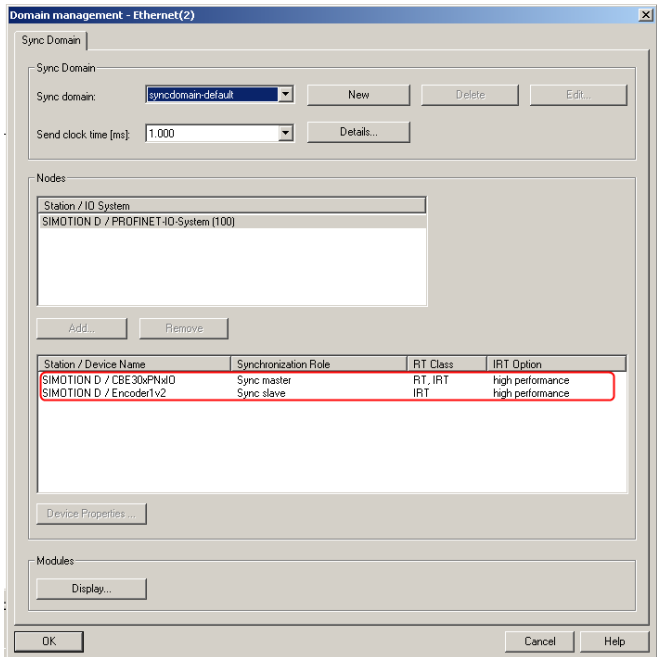 Domain management - Ethernet(2)
Sync Domain
Sync Domain
Sync domain: syncdomain-default New Delete Edit...
Send clock time [ms]: 1.000 Details...
Nodes
Station / IO System
SIMOTION D / PROFINET-IO-System (100)
Add... Remove
Station / Device Name Synchronization Role RT Class IRT Option
SIMOTION D / CBE30xPNxIO Sync master RT, IRT high performance
SIMOTION D / Encoder1v2 Sync slave IRT high performance
Device Properties ...
Modules
Display...
OK Cancel Help